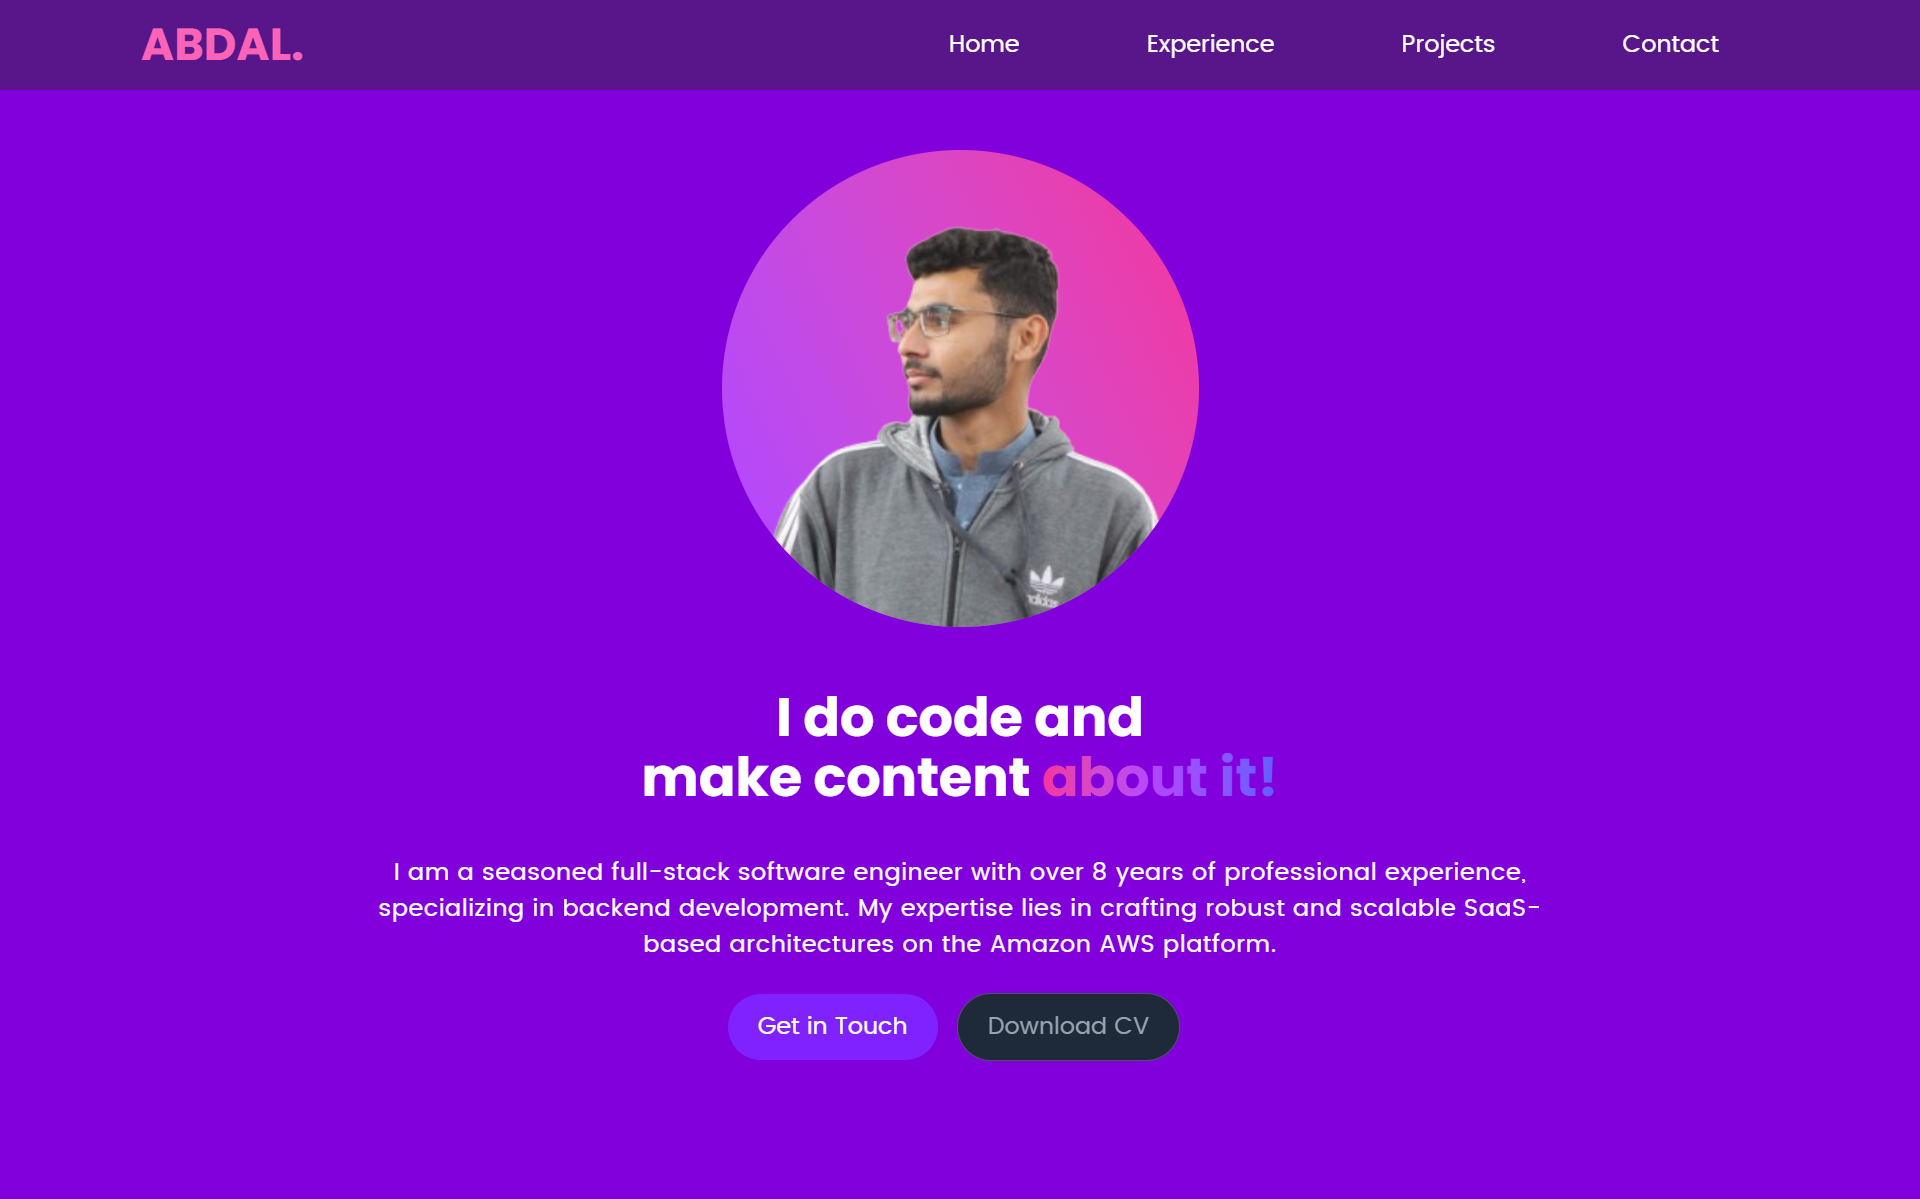 ABDAL.
Home
Experience
Projects
Contact
adidas
I do code and
make content about it!
I am a seasoned full-stack software engineer with over 8 years of professional experience,
specializing in backend development. My expertise lies in crafting robust and scalable SaaS-
based architectures on the Amazon AWS platform.
Get in Touch
Download CV